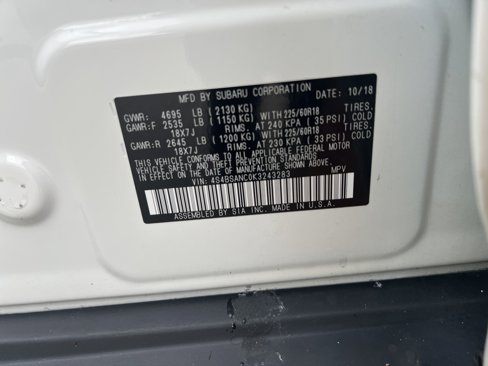 MFD BY SUBARU CORPORATION DATE: 10/18
GVWR: 4695 LB (2130 KG)
GAWR:F 2535 LB (1150 KG) WITH 225/60R18 TIRES.
18X7J RIMS. AT 240 KPA (35 PSI) COLD
GAWR:R 2645 LB (1200 KG) WITH 225/60R18 TIRES.
18X7J RIMS. AT 230 KPA (33 PSI) COLD
THIS VEHICLE CONFORMS TO ALL APPLICABLE FEDERAL MOTOR
VEHICLE SAFETY AND THEFT PREVENTION STANDARDS
IN EFFECT ON THE DATE OF MANUFACTURE SHOWN ABOVE.
VIN: 4S4BSANC0K3243283 MPV
ASSEMBLED BY SIA INC. MADE IN U.S.A.